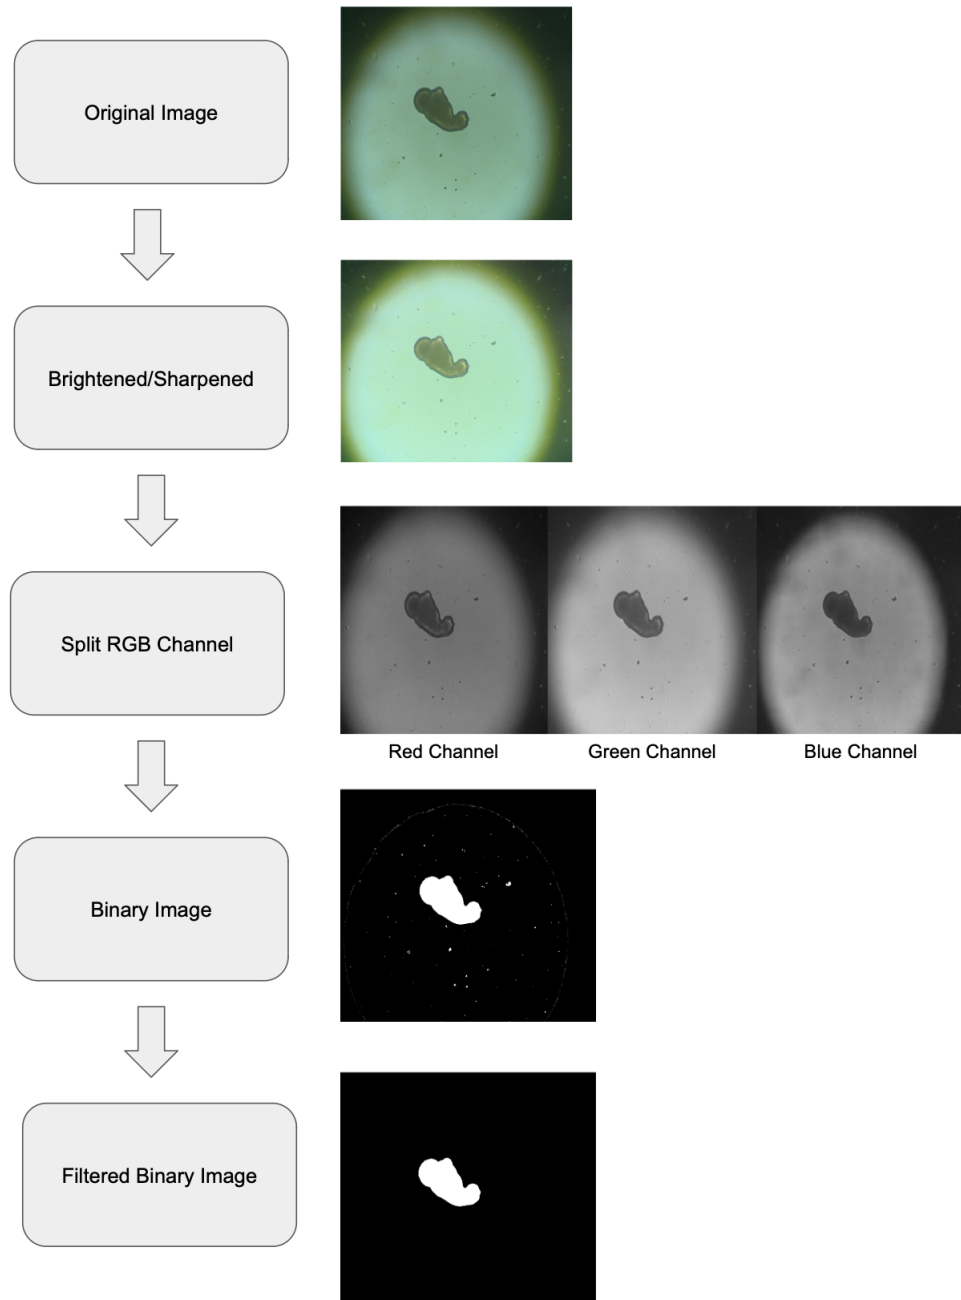 Original Image
Brightened/Sharpened
Split RGB Channel
Red Channel
Green Channel
Blue Channel
Binary Image
Filtered Binary Image